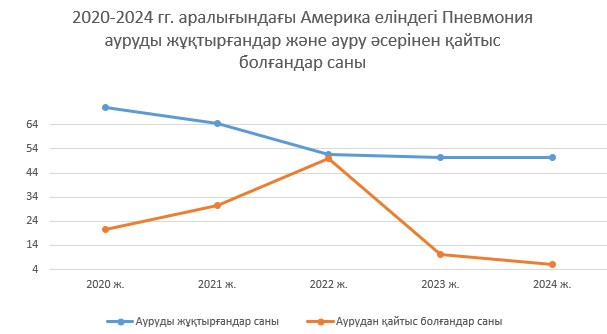 2020-2024 гг. аралығындағы Америка еліндегі Пневмония
ауруды жұқтырғандар және ауру әсерінен қайтыс
болғандар саны
64
54
44
34
24
14
4
2020 ж. 2021 ж. 2022 ж. 2023 ж. 2024 ж.
Ауруды жұқтырғандар саны Аурудан қайтыс болғандар саны